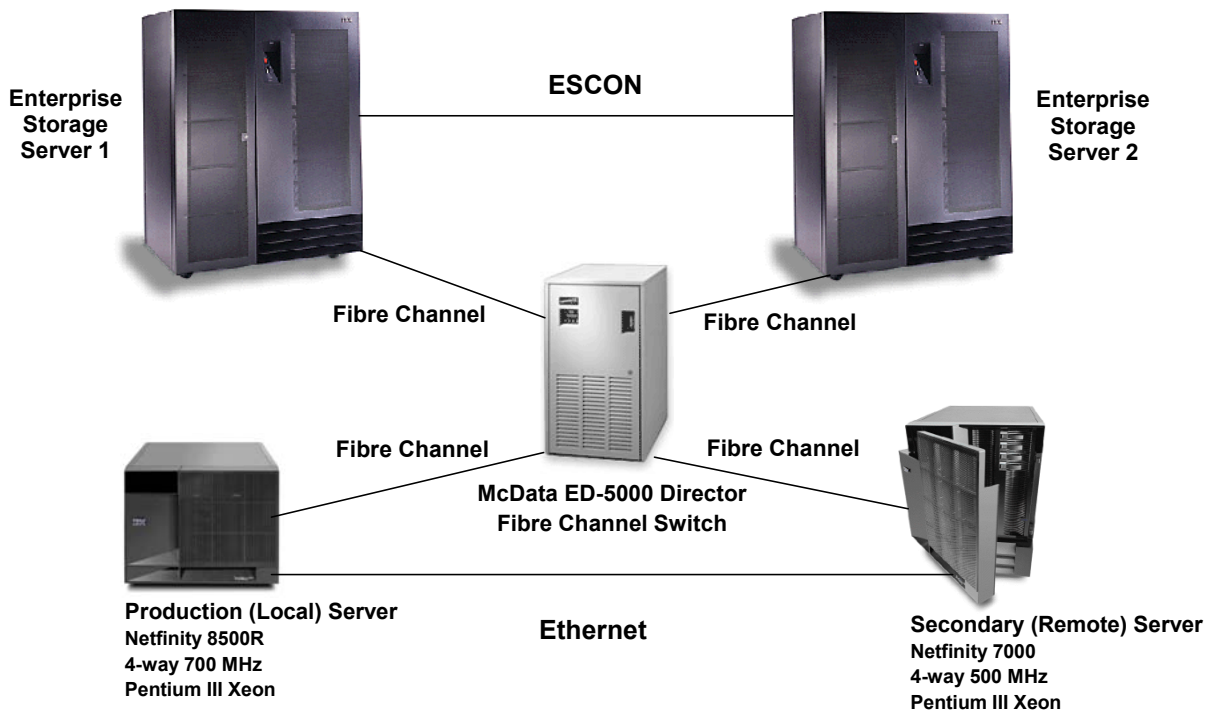 Enterprise
Storage
Server 1
ESCON
Enterprise
Storage
Server 2
Fibre Channel
Fibre Channel
Fibre Channel
Fibre Channel
McData ED-5000 Director
Fibre Channel Switch
Production (Local) Server
Netfinity 8500R
4-way 700 MHz
Pentium III Xeon
Ethernet
Secondary (Remote) Server
Netfinity 7000
4-way 500 MHz
Pentium III Xeon